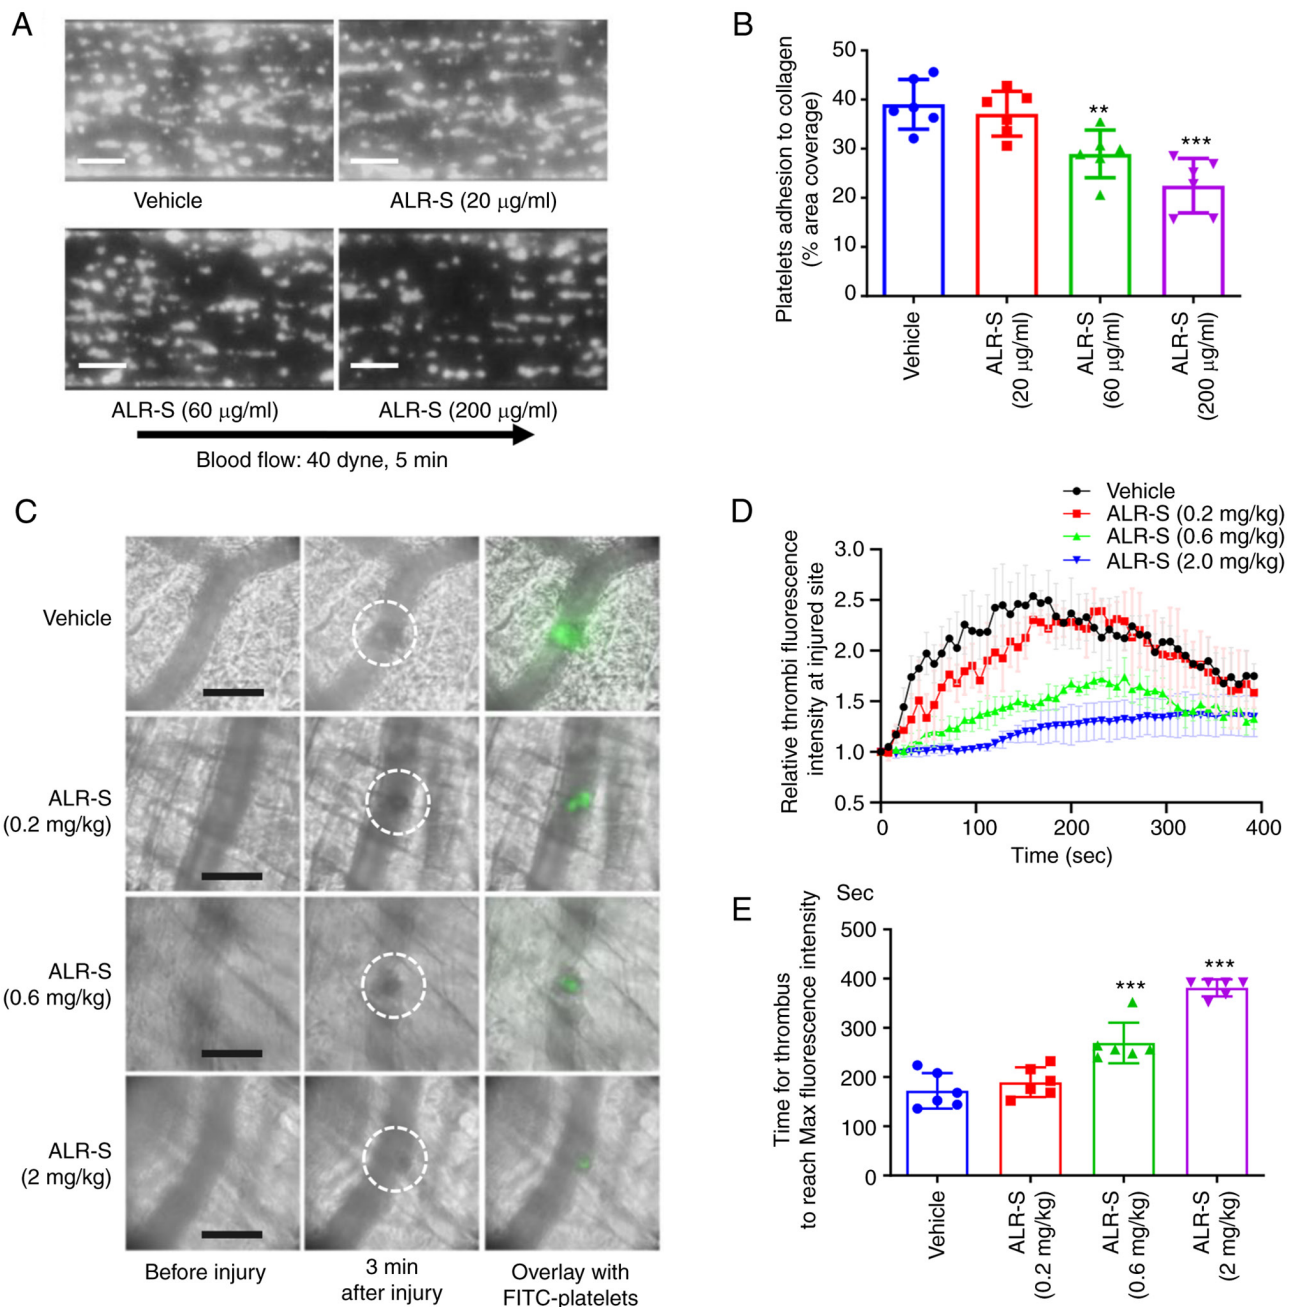 A
Vehicle
ALR-S (20 μg/ml)
ALR-S (60 μg/ml)
ALR-S (200 μg/ml)
Blood flow: 40 dyne, 5 min
B
Platelets adhesion to collagen
(% area coverage)
50
40
30
20
10
0
**
***
Vehicle
ALR-S
(20 μg/ml)
ALR-S
(60 μg/ml)
ALR-S
(200 μg/ml)
C
Vehicle
ALR-S
(0.2 mg/kg)
ALR-S
(0.6 mg/kg)
ALR-S
(2 mg/kg)
Before injury
3 min
after injury
Overlay with
FITC-platelets
D
Vehicle
ALR-S (0.2 mg/kg)
ALR-S (0.6 mg/kg)
ALR-S (2.0 mg/kg)
Relative thrombi fluorescence
intensity at injured site
3.0
2.5
2.0
1.5
1.0
0.5
0
100
200
300
400
Time (sec)
E
Sec
Time for thrombus
to reach Max fluorescence intensity
500
400
300
200
100
0
***
***
Vehicle
ALR-S
(0.2 mg/kg)
ALR-S
(0.6 mg/kg)
ALR-S
(2 mg/kg)